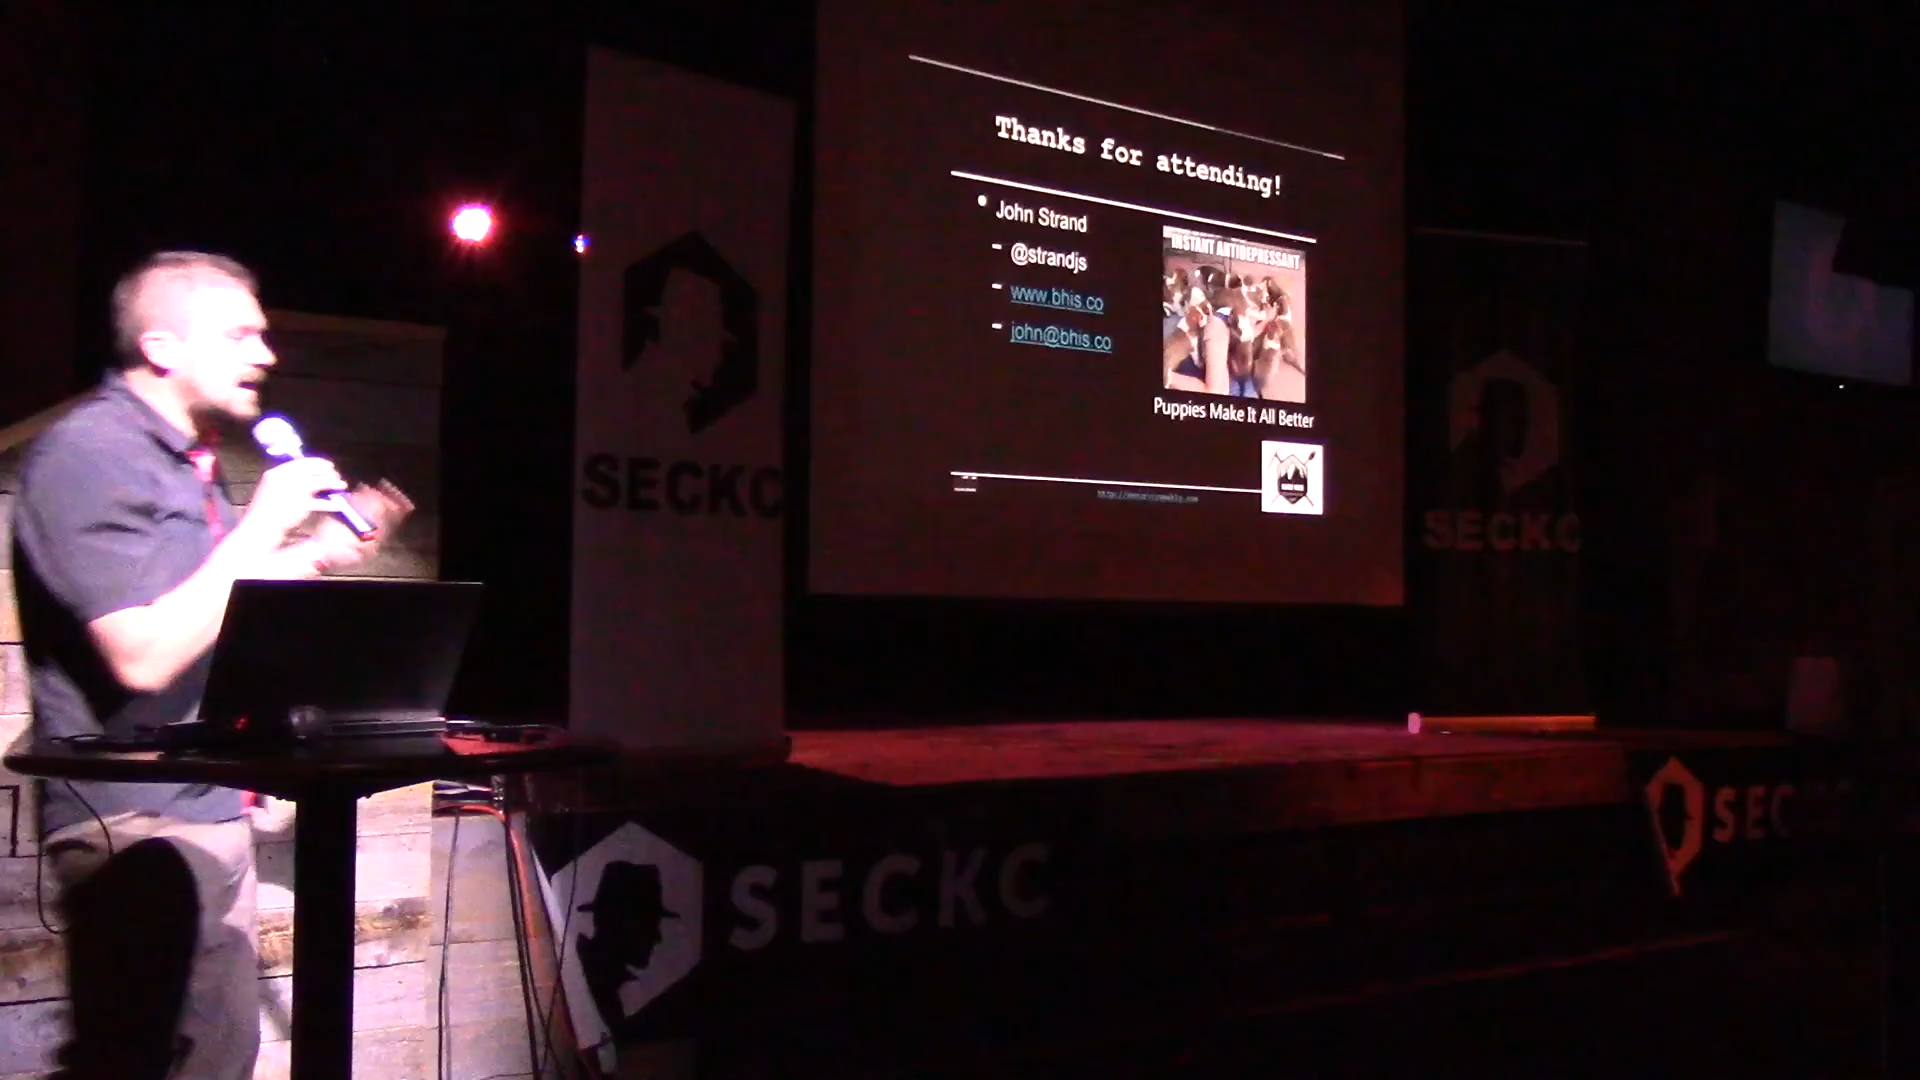 Thanks for attending!
John Strand
@strandjs
www.bhis.co
john@bhis.co
INSTANT ANTIDEPRESSANT
Puppies Make It All Better
SECKC
SECKC
SECKC
SEC